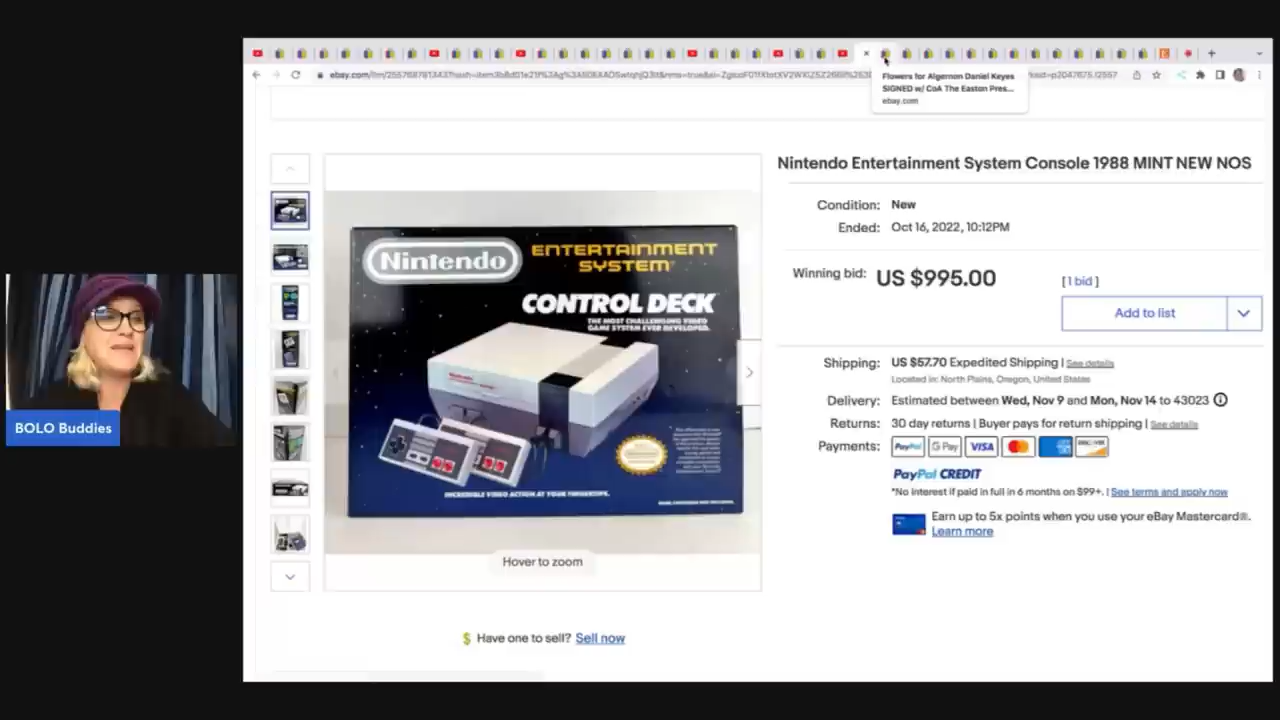 Flowers for Algernon Daniel Keyes
SIGNED w/ CoA The Easton Pres...
ebay.com
Nintendo Entertainment System Console 1988 MINT NEW NOS
Condition: New
Ended: Oct 16, 2022, 10:12PM
Winning bid: US $995.00 [ 1 bid ]
Add to list
Shipping: US $57.70 Expedited Shipping | See details
Located in: North Plains, Oregon, United States
Delivery: Estimated between Wed, Nov 9 and Mon, Nov 14 to 43023
Returns: 30 day returns | Buyer pays for return shipping | See details
Payments: PayPal G Pay VISA
PayPal CREDIT
*No interest if paid in full in 6 months on $99+. | See terms and apply now
Earn up to 5x points when you use your eBay Mastercard®.
Learn more
Nintendo ENTERTAINMENT
SYSTEM
CONTROL DECK
THE MOST CHALLENGING VIDEO
GAME SYSTEM EVER DEVELOPED.
INCREDIBLE VIDEO ACTION AT YOUR FINGERTIPS.
Hover to zoom
$ Have one to sell? Sell now
BOLO Buddies